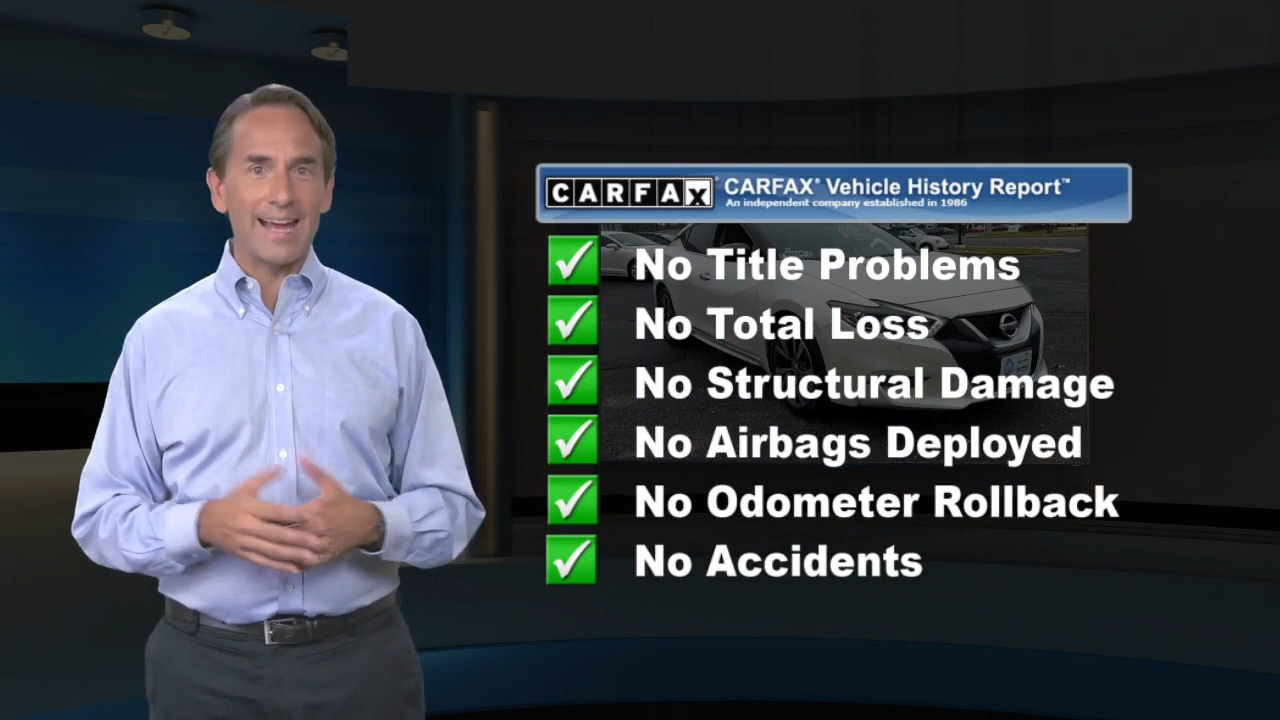 CARFAX® CARFAX® Vehicle History Report™
An independent company established in 1986
No Title Problems
No Total Loss
No Structural Damage
No Airbags Deployed
No Odometer Rollback
No Accidents